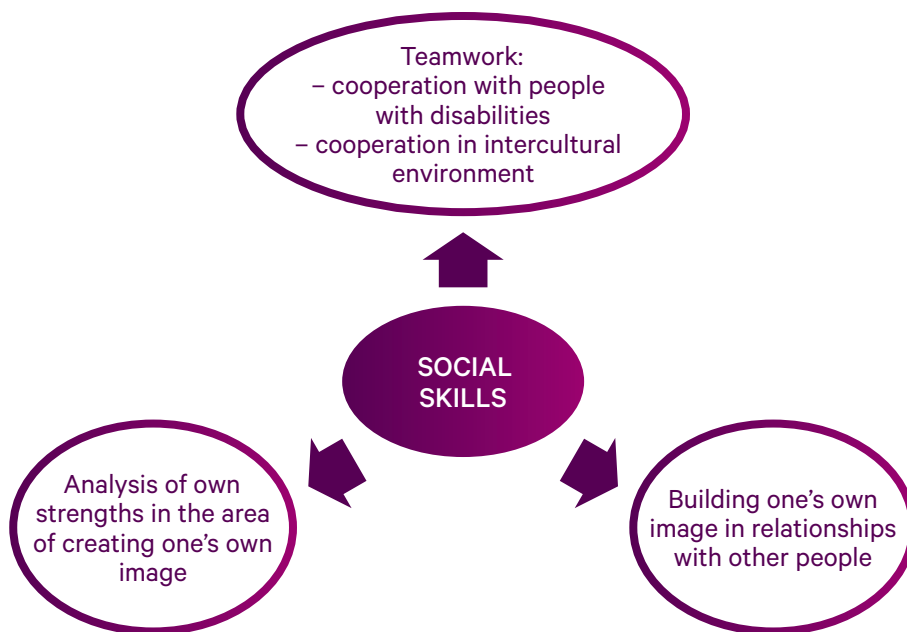 Teamwork:
– cooperation with people
with disabilities
– cooperation in intercultural
environment
SOCIAL
SKILLS
Analysis of own
strengths in the area
of creating one’s own
image
Building one’s own
image in relationships
with other people